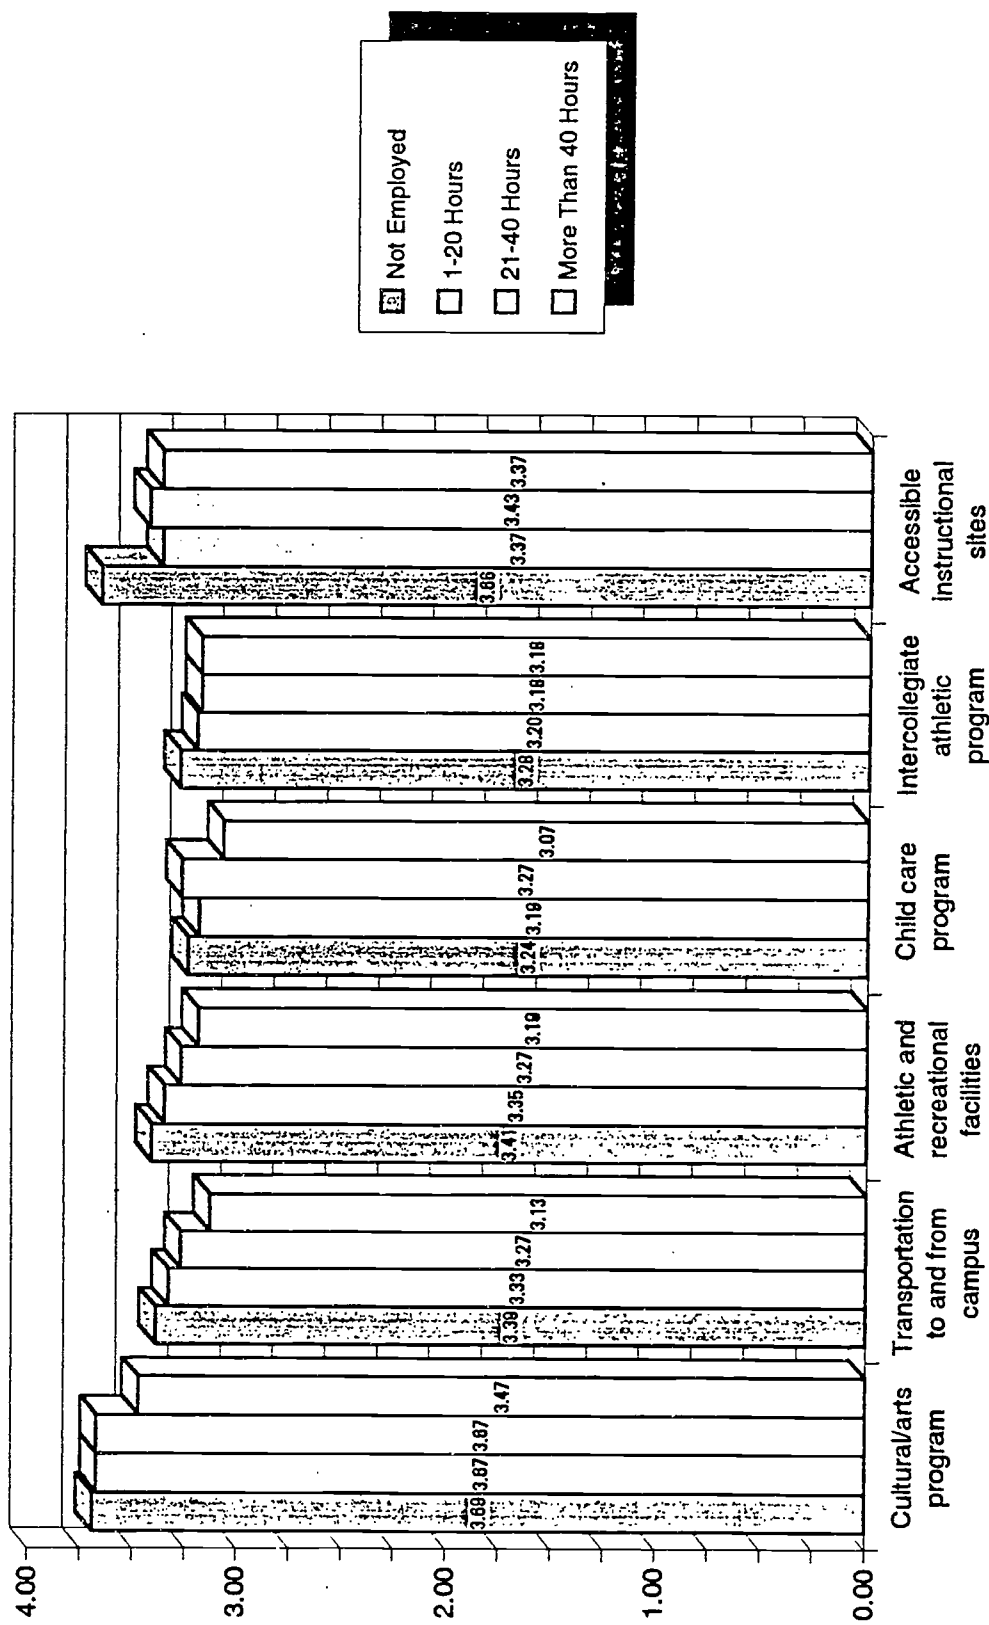 Not Employed
1-20 Hours
21-40 Hours
More Than 40 Hours
4.00
3.00
2.00
1.00
0.00
3.69
3.67
3.67
3.47
3.39
3.33
3.27
3.13
3.41
3.35
3.27
3.19
3.24
3.19
3.27
3.07
3.28
3.20
3.18
3.18
3.66
3.37
3.43
3.37
Cultural/arts
program
Transportation
to and from
campus
Athletic and
recreational
facilities
Child care
program
Intercollegiate
athletic
program
Accessible
instructional
sites